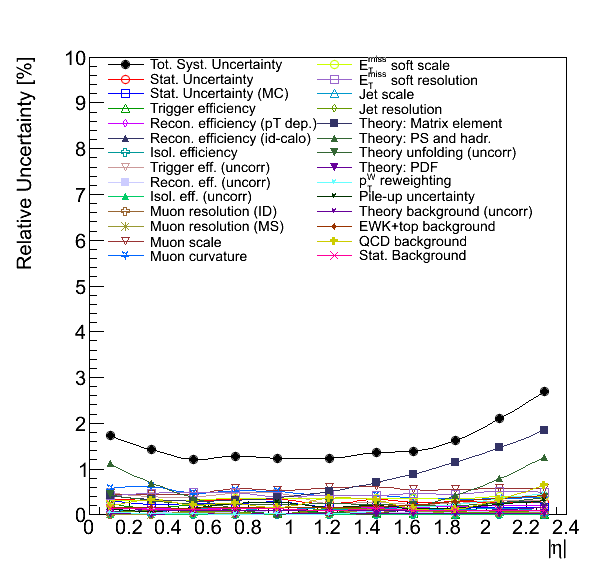 Relative Uncertainty [%]
10
9
8
7
6
5
4
3
2
1
0
Tot. Syst. Uncertainty
Stat. Uncertainty
Stat. Uncertainty (MC)
Trigger efficiency
Recon. efficiency (pT dep.)
Recon. efficiency (id-calo)
Isol. efficiency
Trigger eff. (uncorr)
Recon. eff. (uncorr)
Isol. eff. (uncorr)
Muon resolution (ID)
Muon resolution (MS)
Muon scale
Muon curvature
E_T^miss soft scale
E_T^miss soft resolution
Jet scale
Jet resolution
Theory: Matrix element
Theory: PS and hadr.
Theory unfolding (uncorr)
Theory: PDF
p_T^W reweighting
Pile-up uncertainty
Theory background (uncorr)
EWK+top background
QCD background
Stat. Background
0 0.2 0.4 0.6 0.8 1 1.2 1.4 1.6 1.8 2 2.2 2.4
|η|